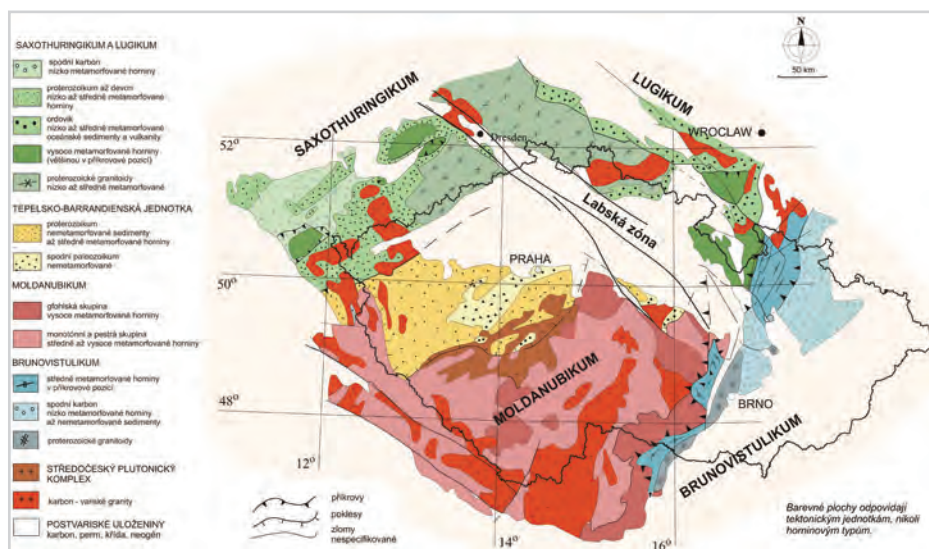 SAXOTHURINGIKUM A LUGIKUM
spodní karbon
nízko metamorfované horniny
proterozoikum až devon
nízko až středně metamorfované
horniny
ordovik
nízko až středně metamorfované
oceánské sedimenty a vulkanity
vysoce metamorfované horniny
(většinou v příkrovové pozici)
proterozoické granitoidy
nízko až středně metamorfované
TEPELSKO-BARRANDIENSKÁ JEDNOTKA
proterozoikum
nemetamorfované sedimenty
až středně metamorfované horniny
spodní paleozoikum
nemetamorfované
MOLDANUBIKUM
gfohlská skupina
vysoce metamorfované horniny
monotónní a pestrá skupina
středně až vysoce metamorfované horniny
BRUNOVISTULIKUM
středně metamorfované horniny
v příkrovové pozici
spodní karbon
nízko metamorfované horniny
až nemetamorfované sedimenty
proterozoické granitoidy
STŘEDOČESKÝ PLUTONICKÝ
KOMPLEX
karbon - variské granity
POSTVARISKÉ ULOŽENINY
karbon, perm, křída, neogén
N
50 km
SAXOTHURINGIKUM
LUGIKUM
WROCLAW
Dresden
52°
Labská zóna
PRAHA
50°
MOLDANUBIKUM
48°
BRNO
BRUNOVISTULIKUM
12°
14°
16°
příkrovy
poklesy
zlomy
nespecifikované
Barevné plochy odpovídají
tektonickým jednotkám, nikoli
horninovým typům.